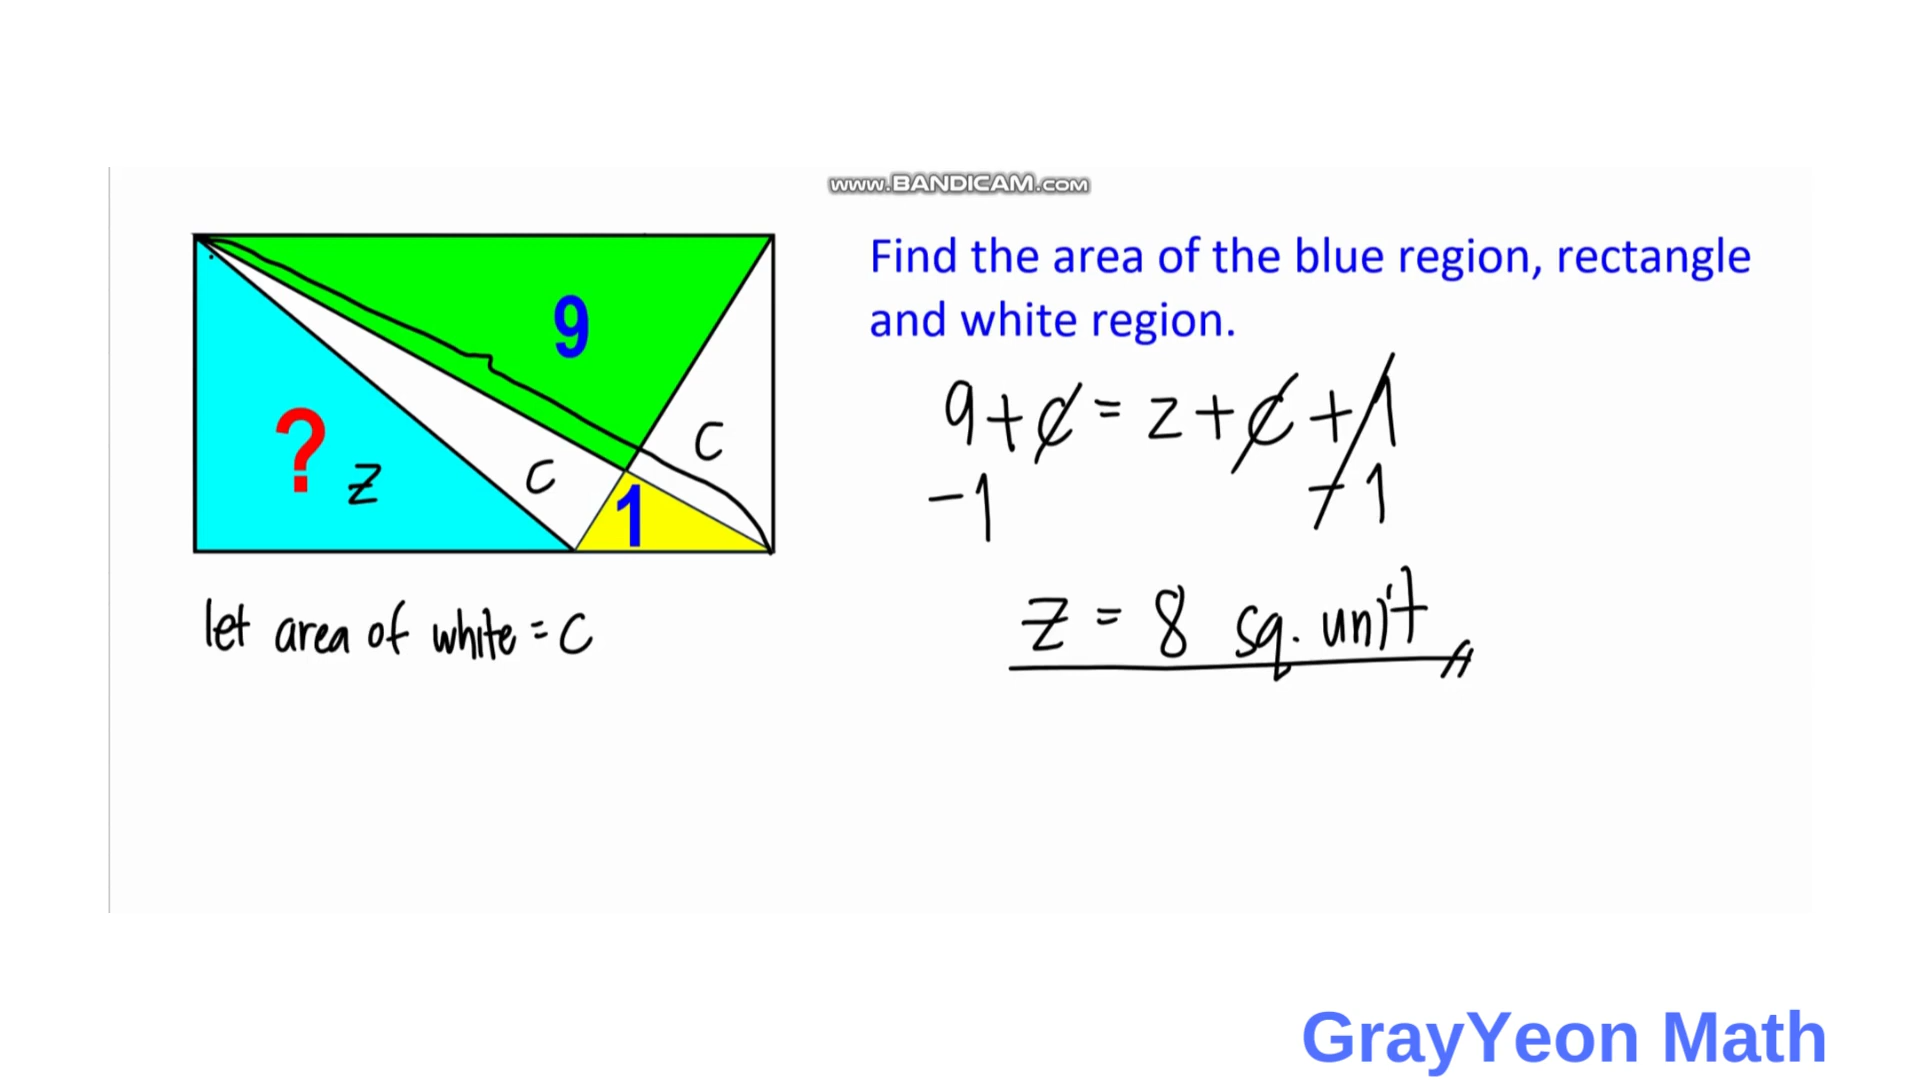 www.BANDICAM.com
Find the area of the blue region, rectangle
and white region.
9
C
? z
C
1
9+c=z+c+1
-1 -1
z = 8 sq. unit
let area of white = C
GrayYeon Math